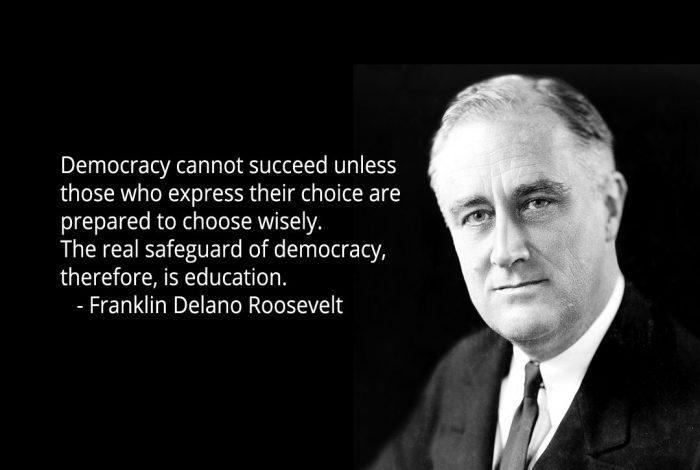 Democracy cannot succeed unless
those who express their choice are
prepared to choose wisely.
The real safeguard of democracy,
therefore, is education.
- Franklin Delano Roosevelt